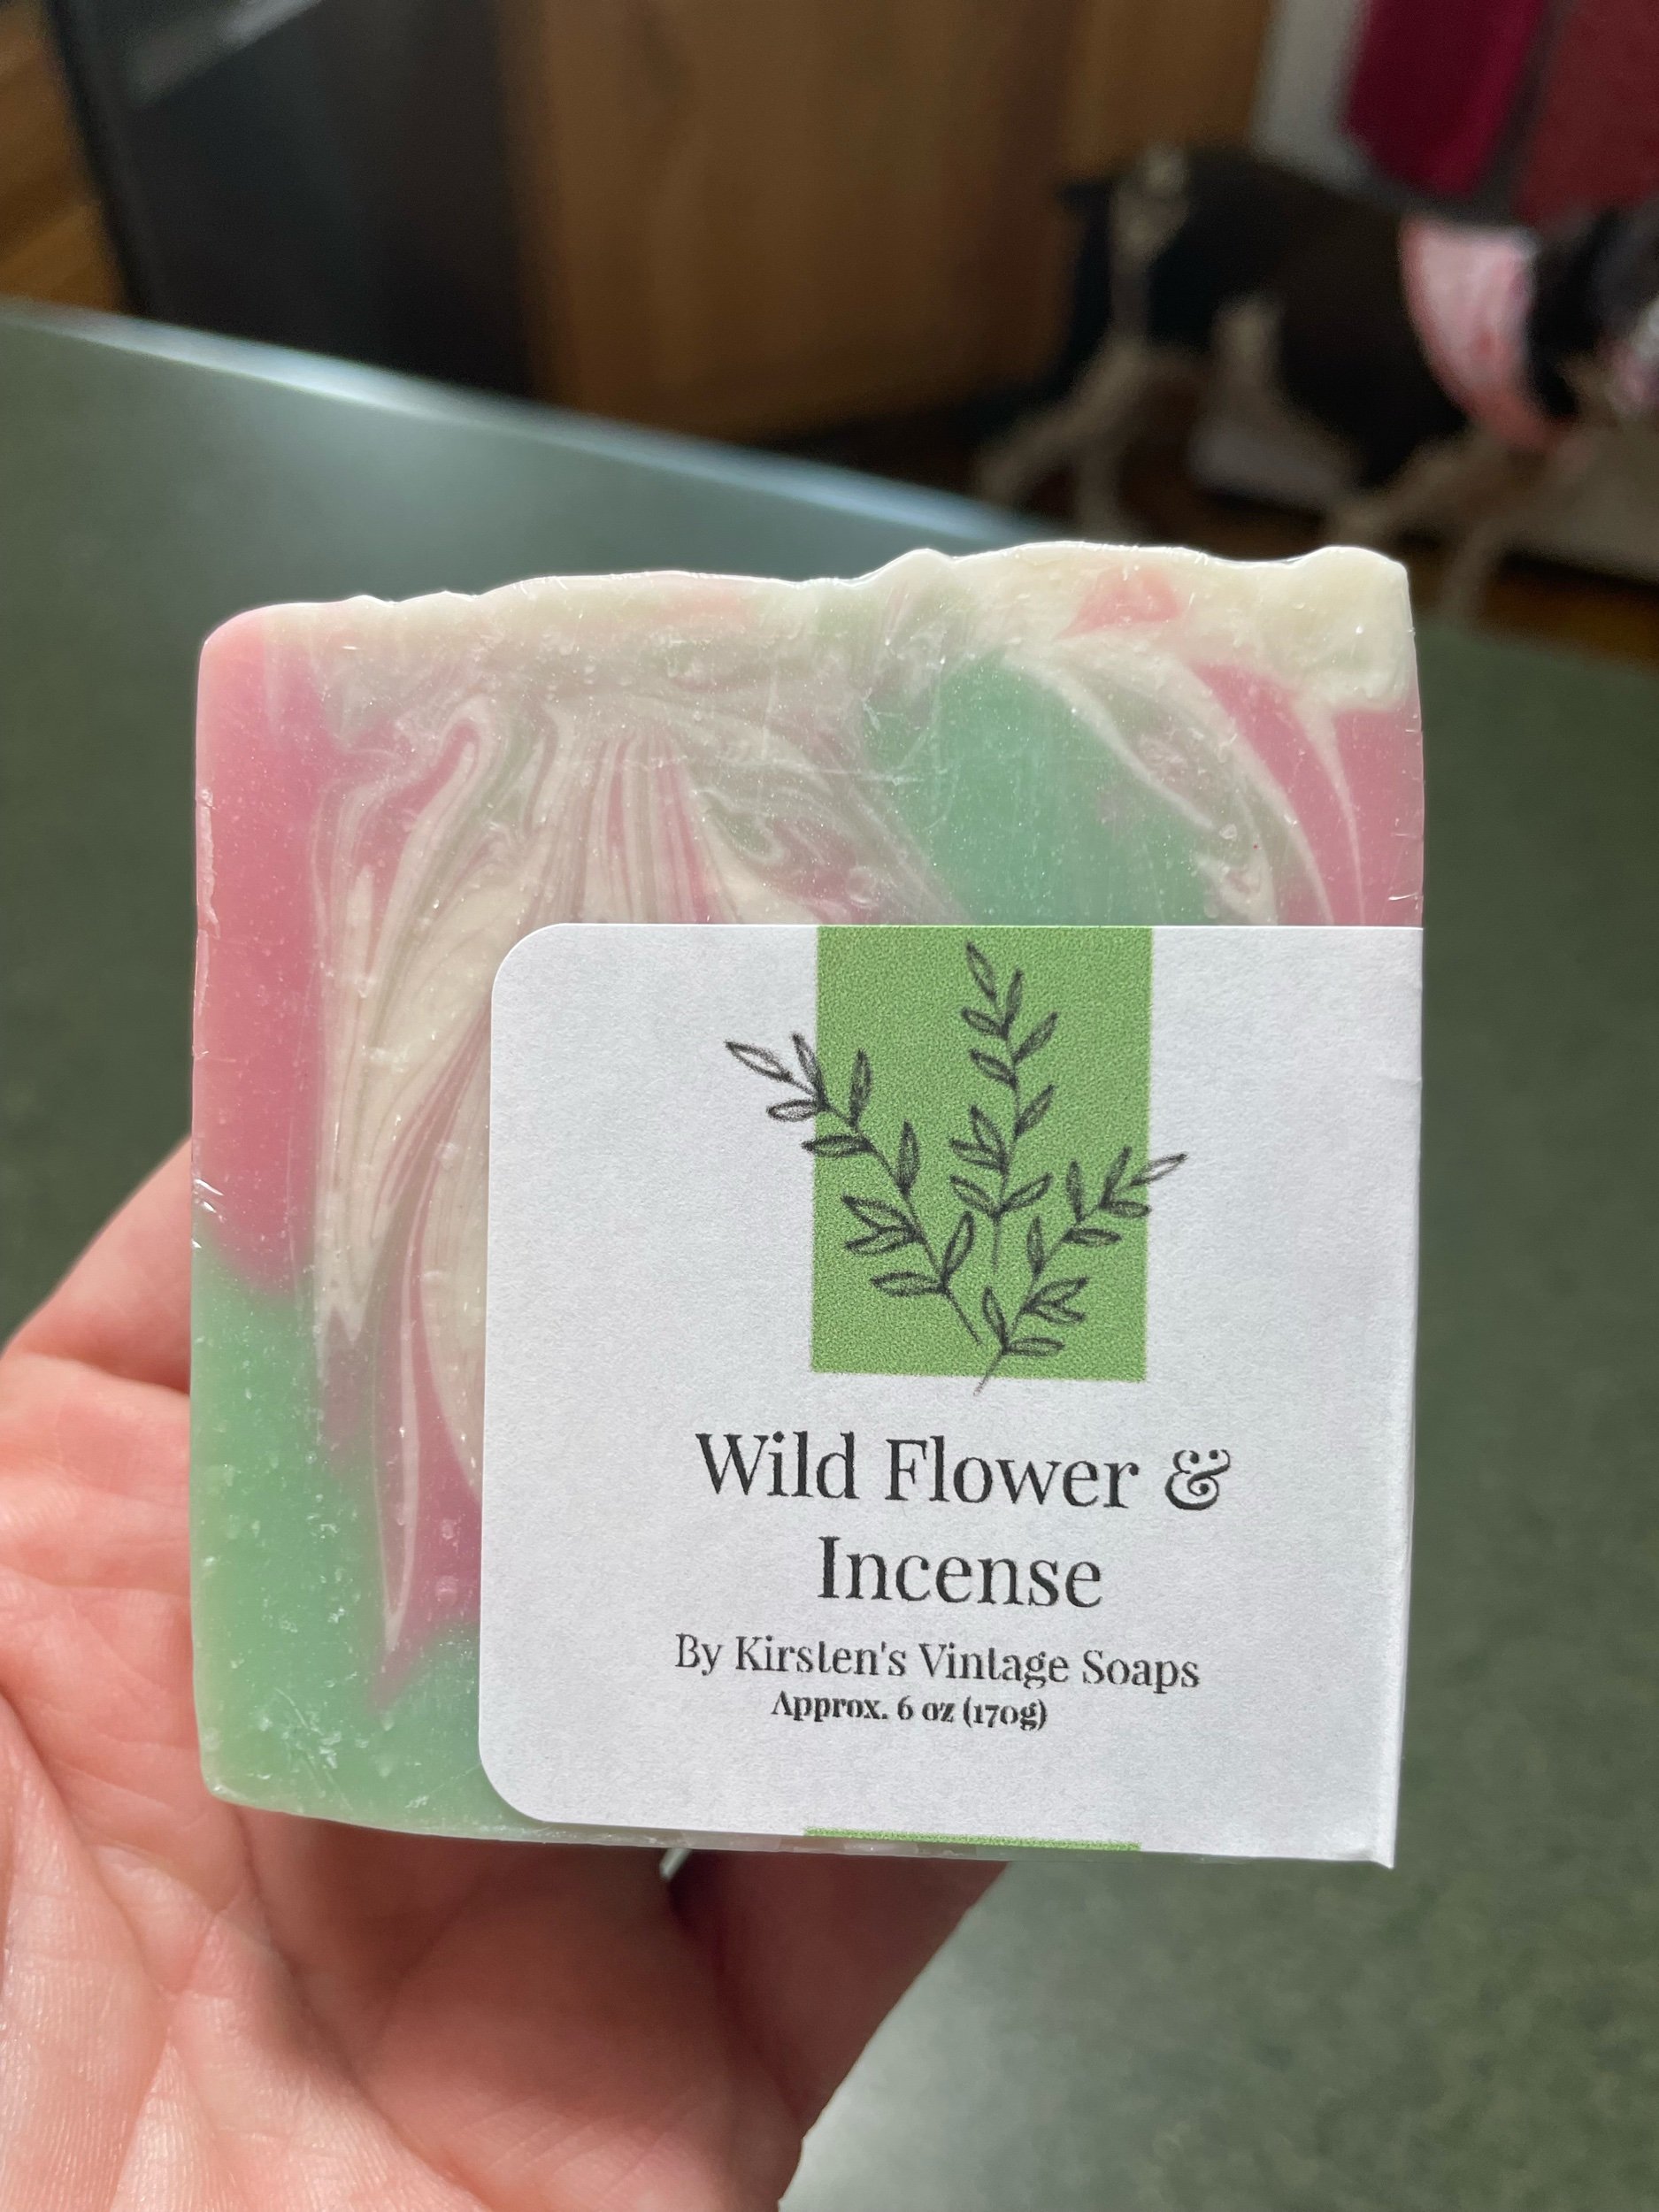 Wild Flower &
Incense
By Kirsten's Vintage Soaps
Approx. 6 oz (170g)